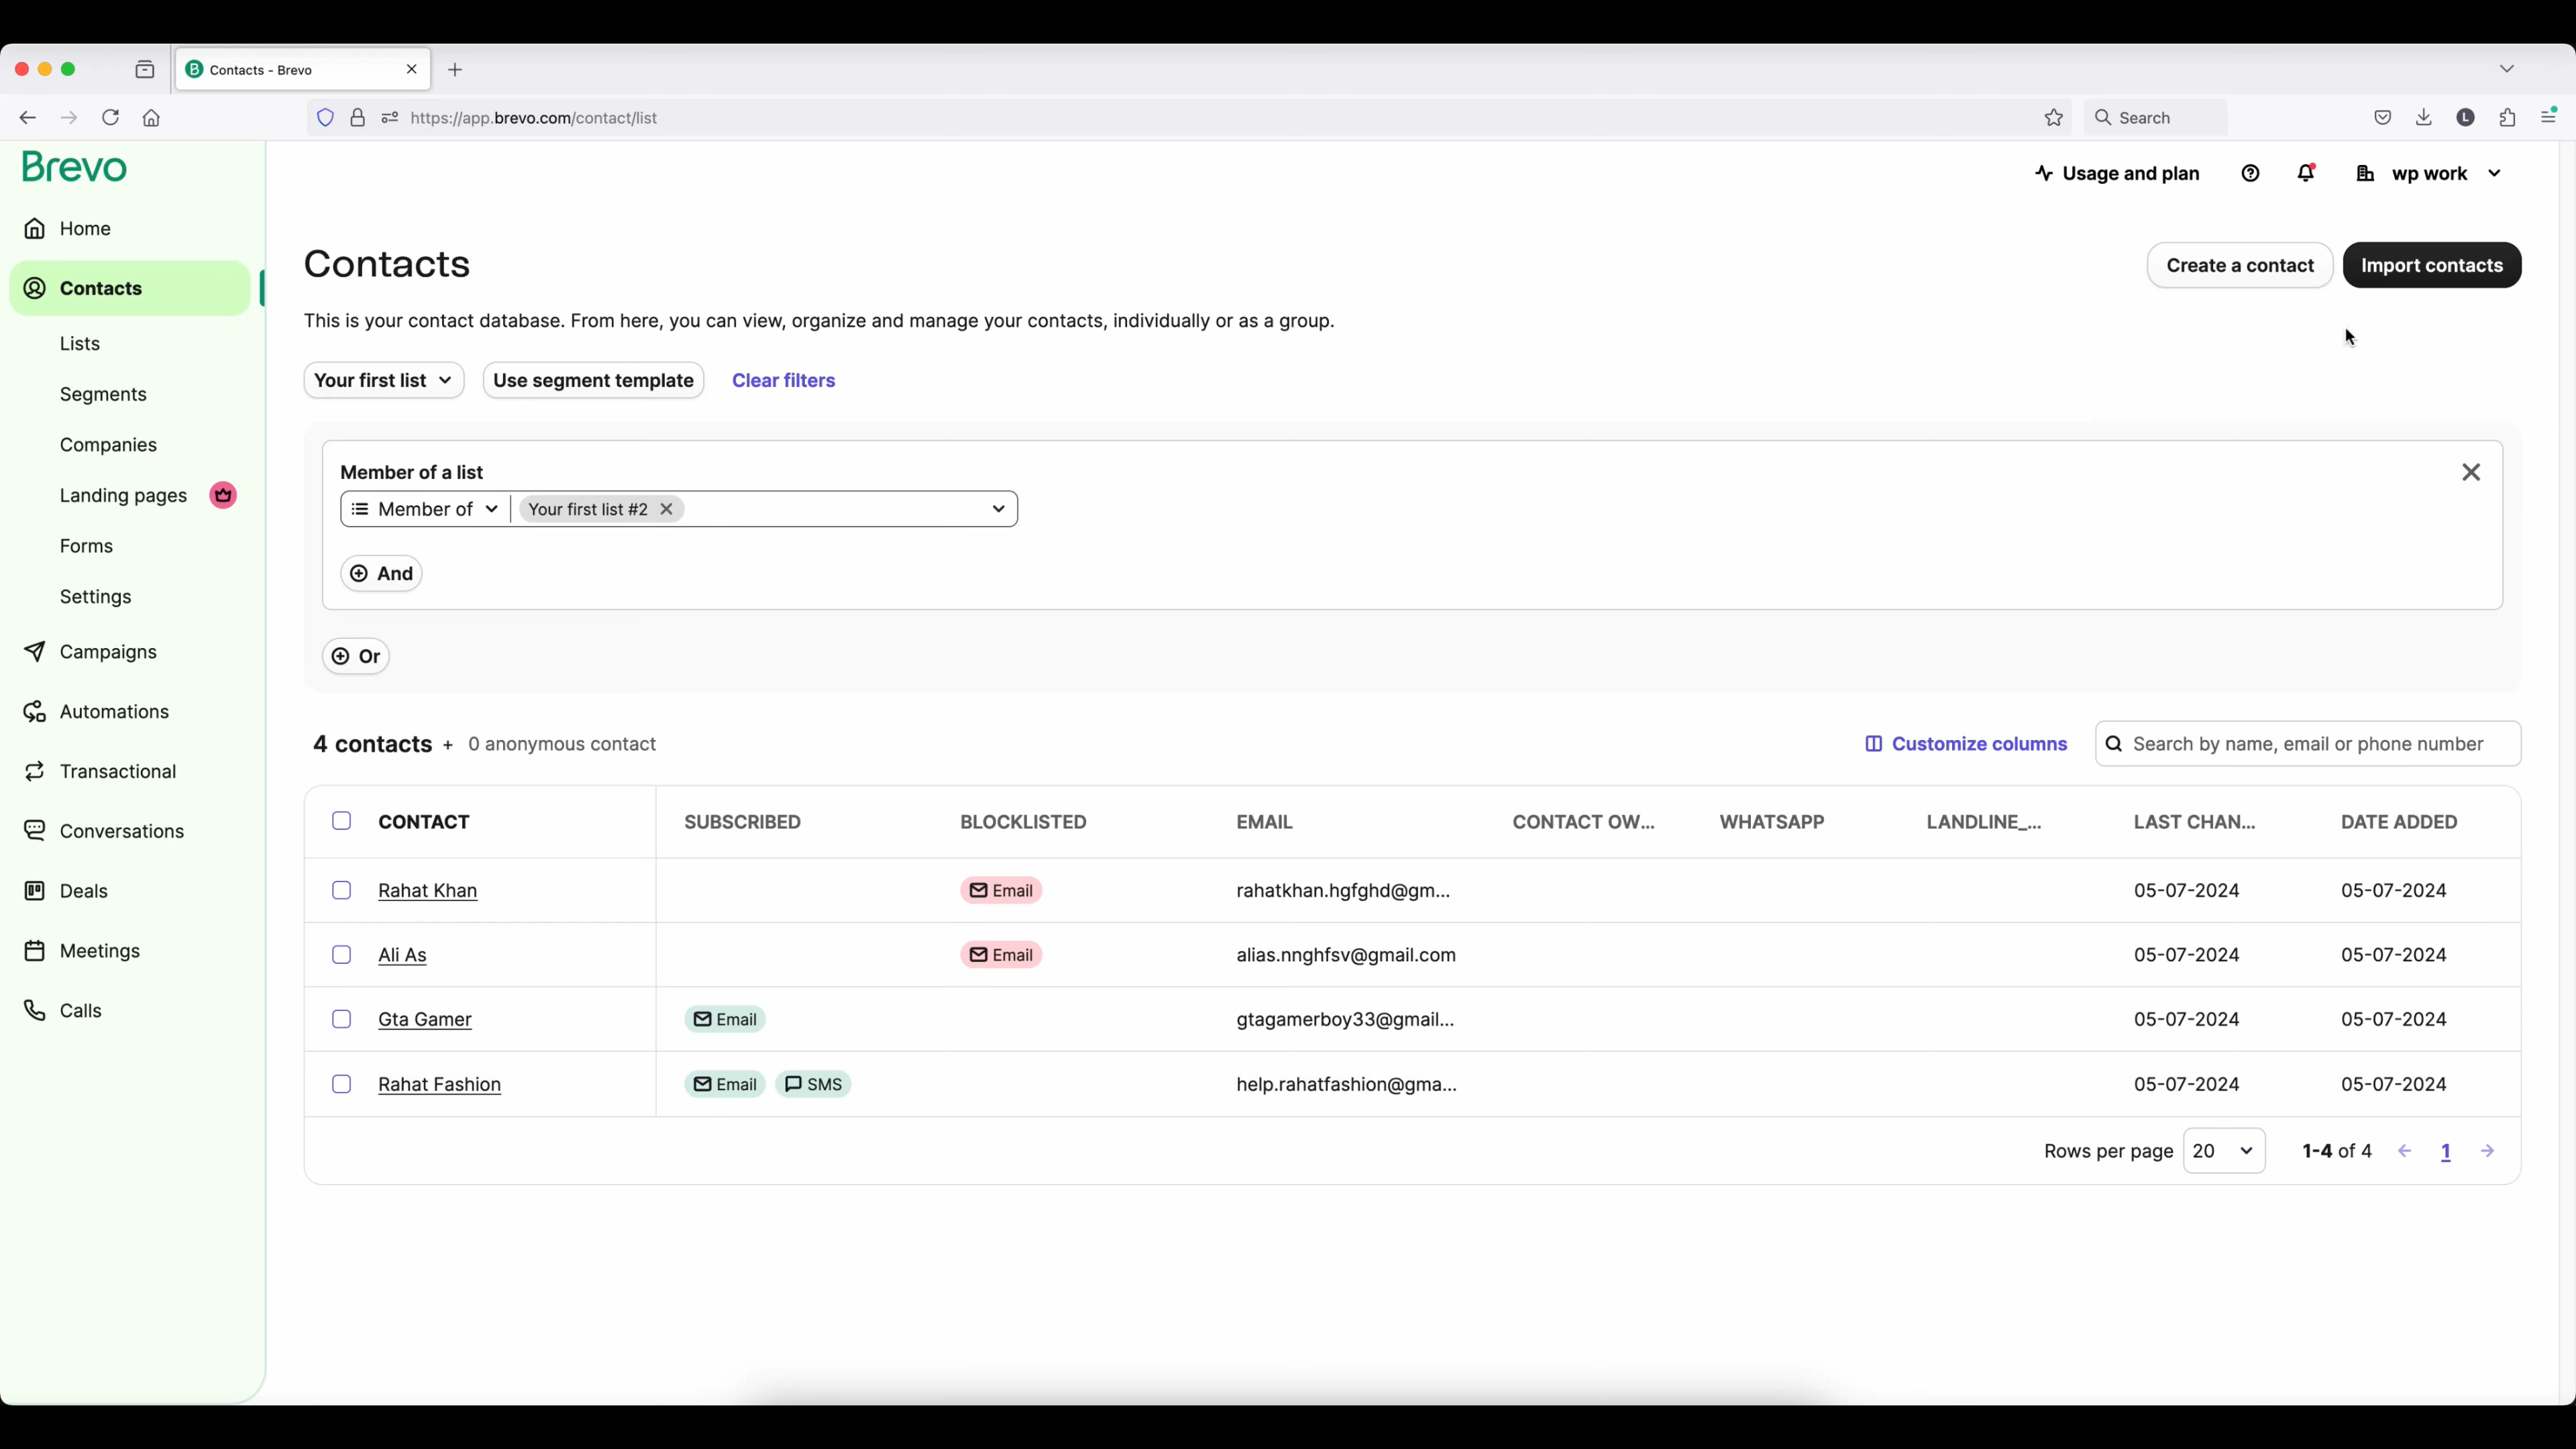 Contacts - Brevo
https://app.brevo.com/contact/list
Search
L
Brevo
Usage and plan
wp work
Home
Contacts
Lists
Segments
Companies
Landing pages
Forms
Settings
Campaigns
Automations
Transactional
Conversations
Deals
Meetings
Calls
Contacts
Create a contact
Import contacts
This is your contact database. From here, you can view, organize and manage your contacts, individually or as a group.
Your first list
Use segment template
Clear filters
Member of a list
Member of
Your first list #2
And
Or
4 contacts + 0 anonymous contact
Customize columns
Search by name, email or phone number
CONTACT SUBSCRIBED BLOCKLISTED EMAIL CONTACT OW... WHATSAPP LANDLINE_... LAST CHAN... DATE ADDED
Rahat Khan Email rahatkhan.hgfghd@gm... 05-07-2024 05-07-2024
Ali As Email alias.nnghfsv@gmail.com 05-07-2024 05-07-2024
Gta Gamer Email gtagamerboy33@gmail... 05-07-2024 05-07-2024
Rahat Fashion Email SMS help.rahatfashion@gma... 05-07-2024 05-07-2024
Rows per page 20 1-4 of 4 1